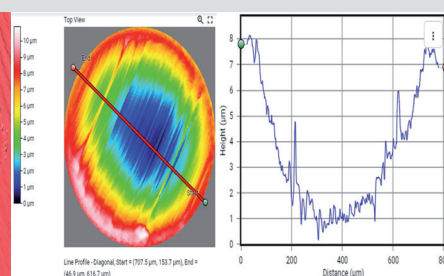 Top View
10 μm
9 μm
8 μm
7 μm
6 μm
5 μm
4 μm
3 μm
2 μm
1 μm
0 μm
End
Start
Line Profile - Diagonal, Start = (707.5 μm, 153.7 μm), End =
(46.9 μm, 616.7 μm)
Height (μm)
8
7
6
5
4
3
2
1
0
0
200
400
600
Distance (μm)